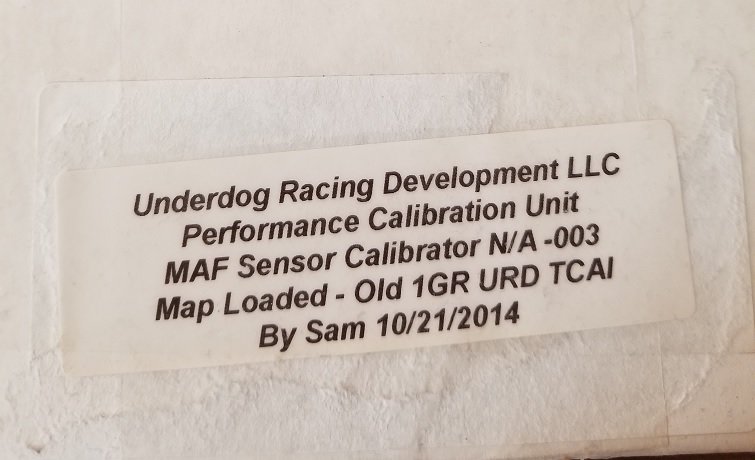 Underdog Racing Development LLC
Performance Calibration Unit
MAF Sensor Calibrator N/A -003
Map Loaded - Old 1GR URD TCAI
By Sam 10/21/2014